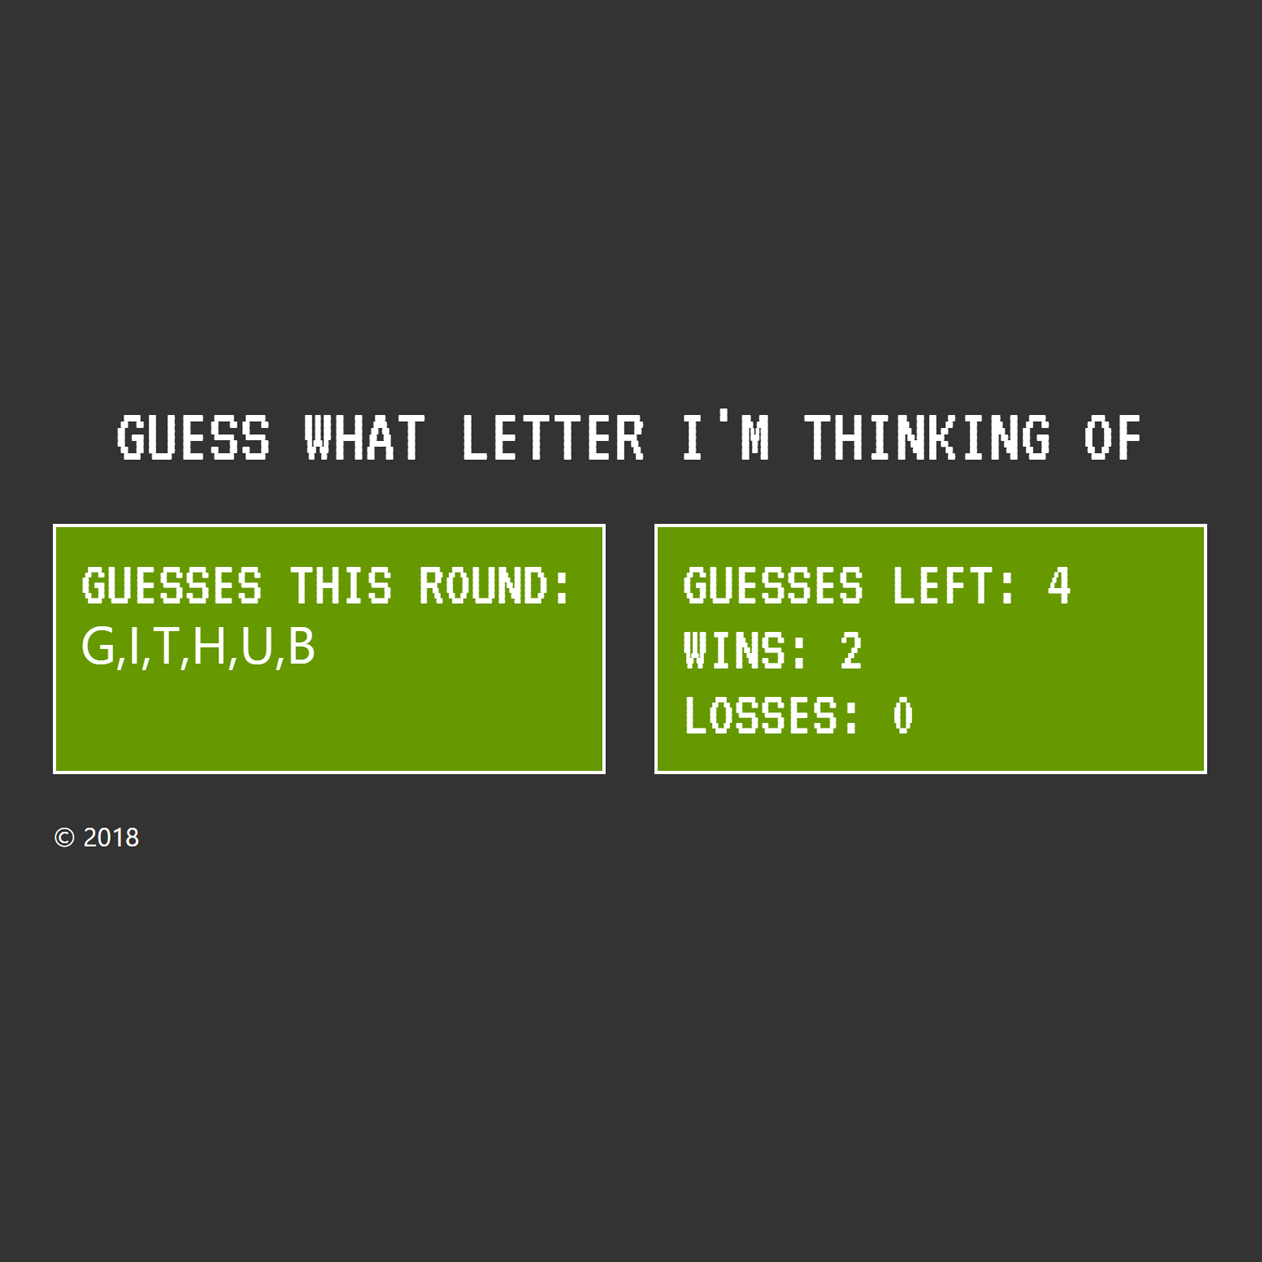 GUESS WHAT LETTER I'M THINKING OF
GUESSES THIS ROUND:
G,I,T,H,U,B
GUESSES LEFT: 4
WINS: 2
LOSSES: 0
© 2018